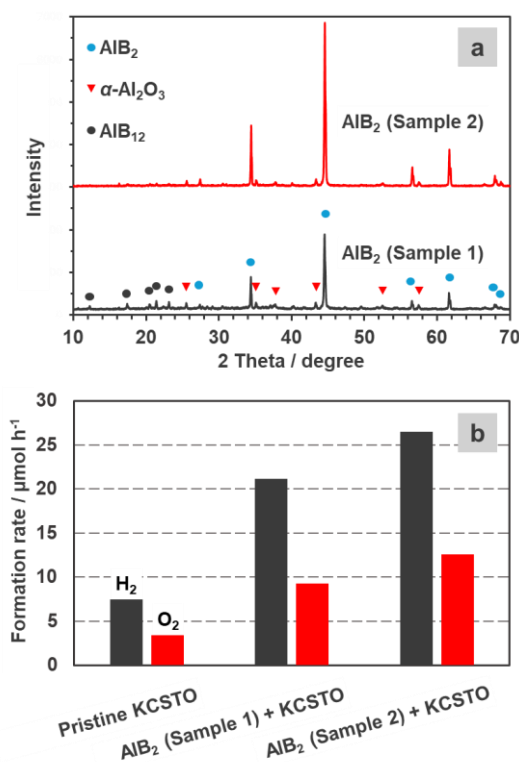 a
AlB₂
α-Al₂O₃
AlB₁₂
AlB₂ (Sample 2)
AlB₂ (Sample 1)
Intensity
10 20 30 40 50 60 70
2 Theta / degree
b
Formation rate / μmol h⁻¹
30
25
20
15
10
5
0
H₂
O₂
Pristine KCSTO
AlB₂ (Sample 1) + KCSTO
AlB₂ (Sample 2) + KCSTO